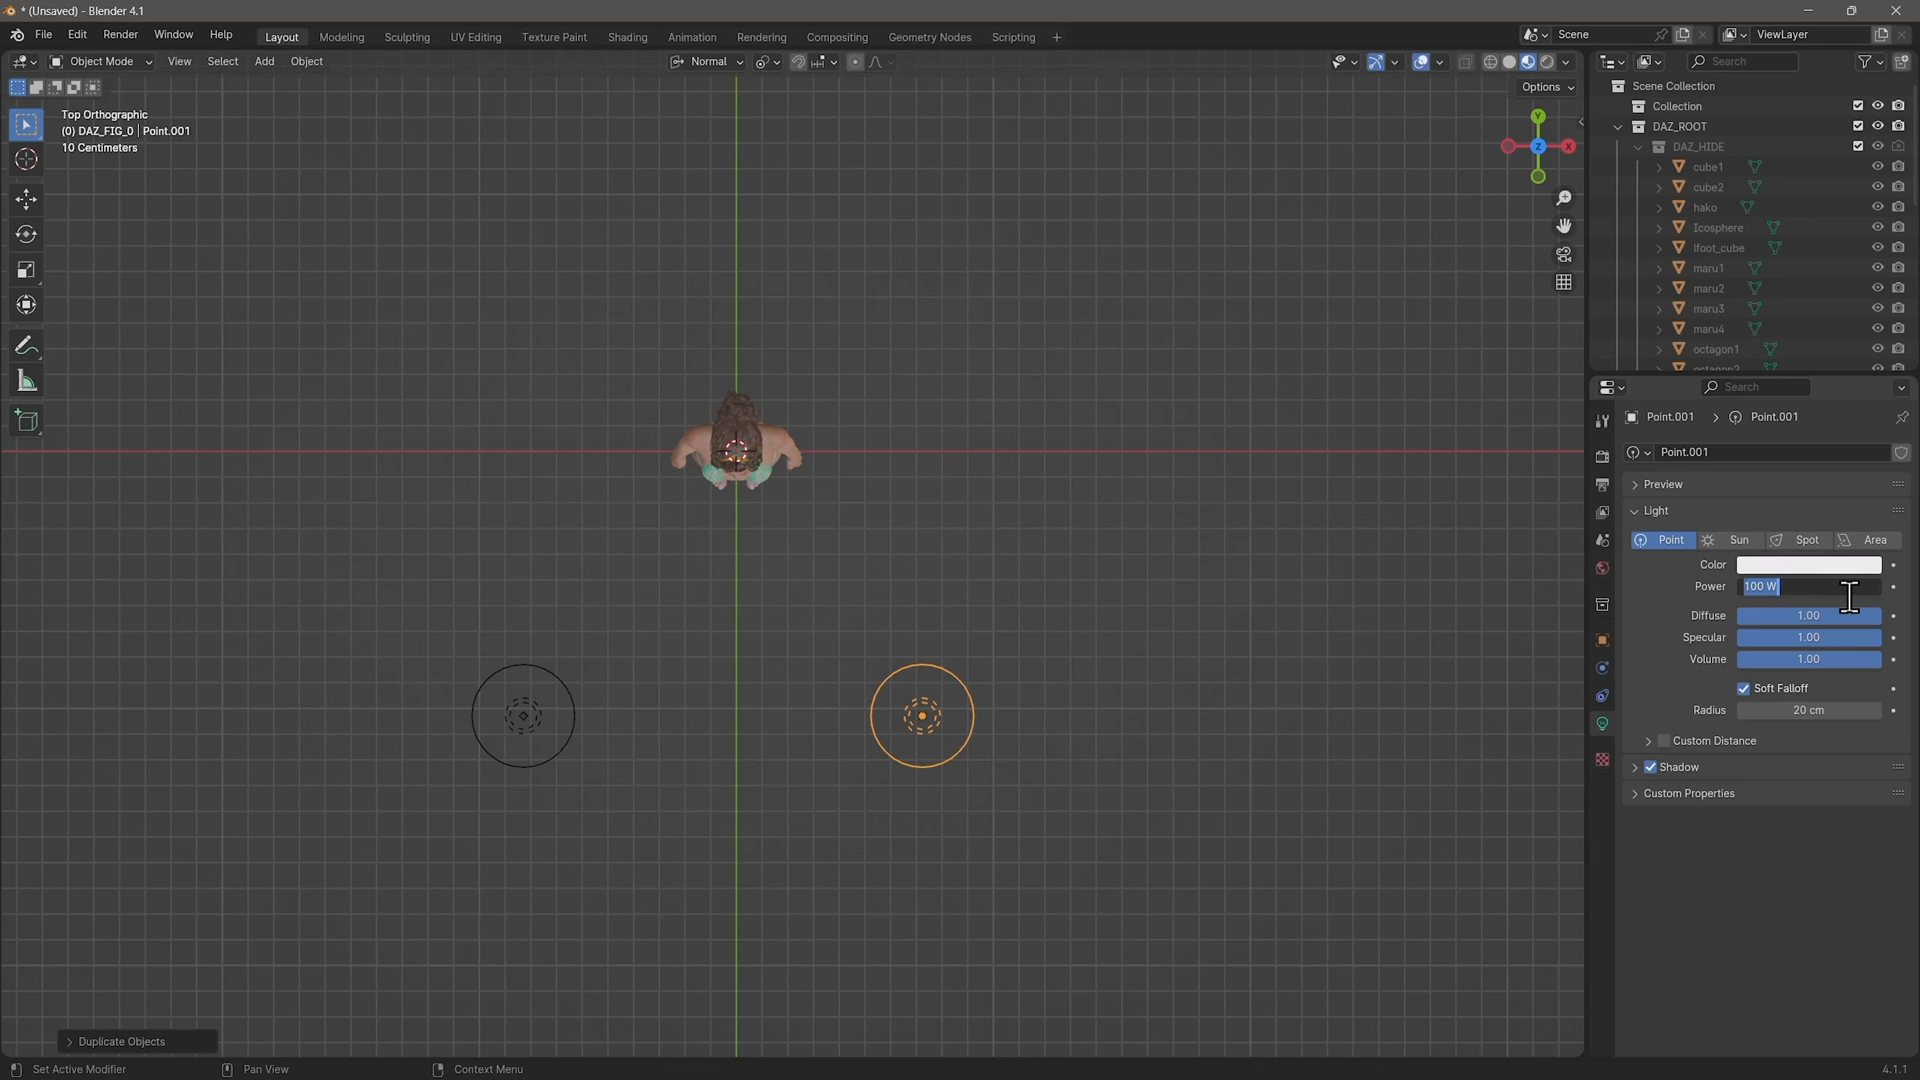 * (Unsaved) - Blender 4.1
File Edit Render Window Help Layout Modeling Sculpting UV Editing Texture Paint Shading Animation Rendering Compositing Geometry Nodes Scripting + Scene ViewLayer
Object Mode View Select Add Object Normal Search
Options
Top Orthographic
(0) DAZ_FIG_0 | Point.001
10 Centimeters
Y
Z
X
Scene Collection
Collection
DAZ_ROOT
DAZ_HIDE
cube1
cube2
hako
Icosphere
lfoot_cube
maru1
maru2
maru3
maru4
octagon1
octagon2
Search
Point.001 > Point.001
Point.001
Preview
Light
Point Sun Spot Area
Color
Power 100 W
Diffuse 1.00
Specular 1.00
Volume 1.00
Soft Falloff
Radius 20 cm
Custom Distance
Shadow
Custom Properties
Duplicate Objects
Set Active Modifier Pan View Context Menu 4.1.1